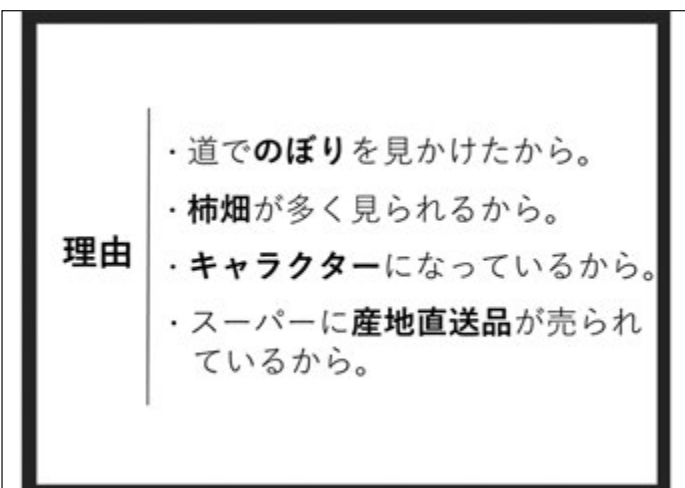 理由
・道でのぼりを見かけたから。
・柿畑が多く見られるから。
・キャラクターになっているから。
・スーパーに産地直送品が売られ
ているから。